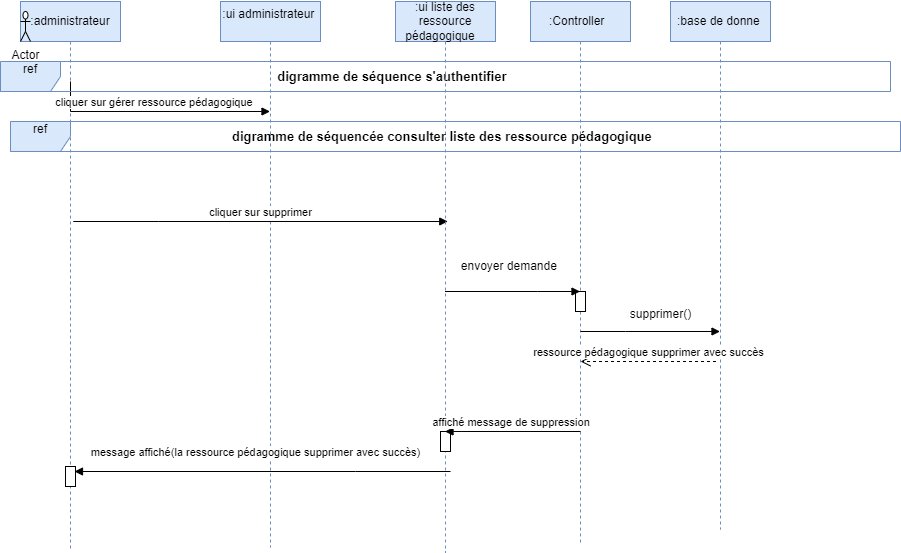 :administrateur
:ui administrateur
:ui liste des
ressource
pédagogique
:Controller
:base de donne
Actor
ref
digramme de séquence s'authentifier
cliquer sur gérer ressource pédagogique
ref
digramme de séquencée consulter liste des ressource pédagogique
cliquer sur supprimer
envoyer demande
supprimer()
ressource pédagogique supprimer avec succès
affiché message de suppression
message affiché(la ressource pédagogique supprimer avec succès)